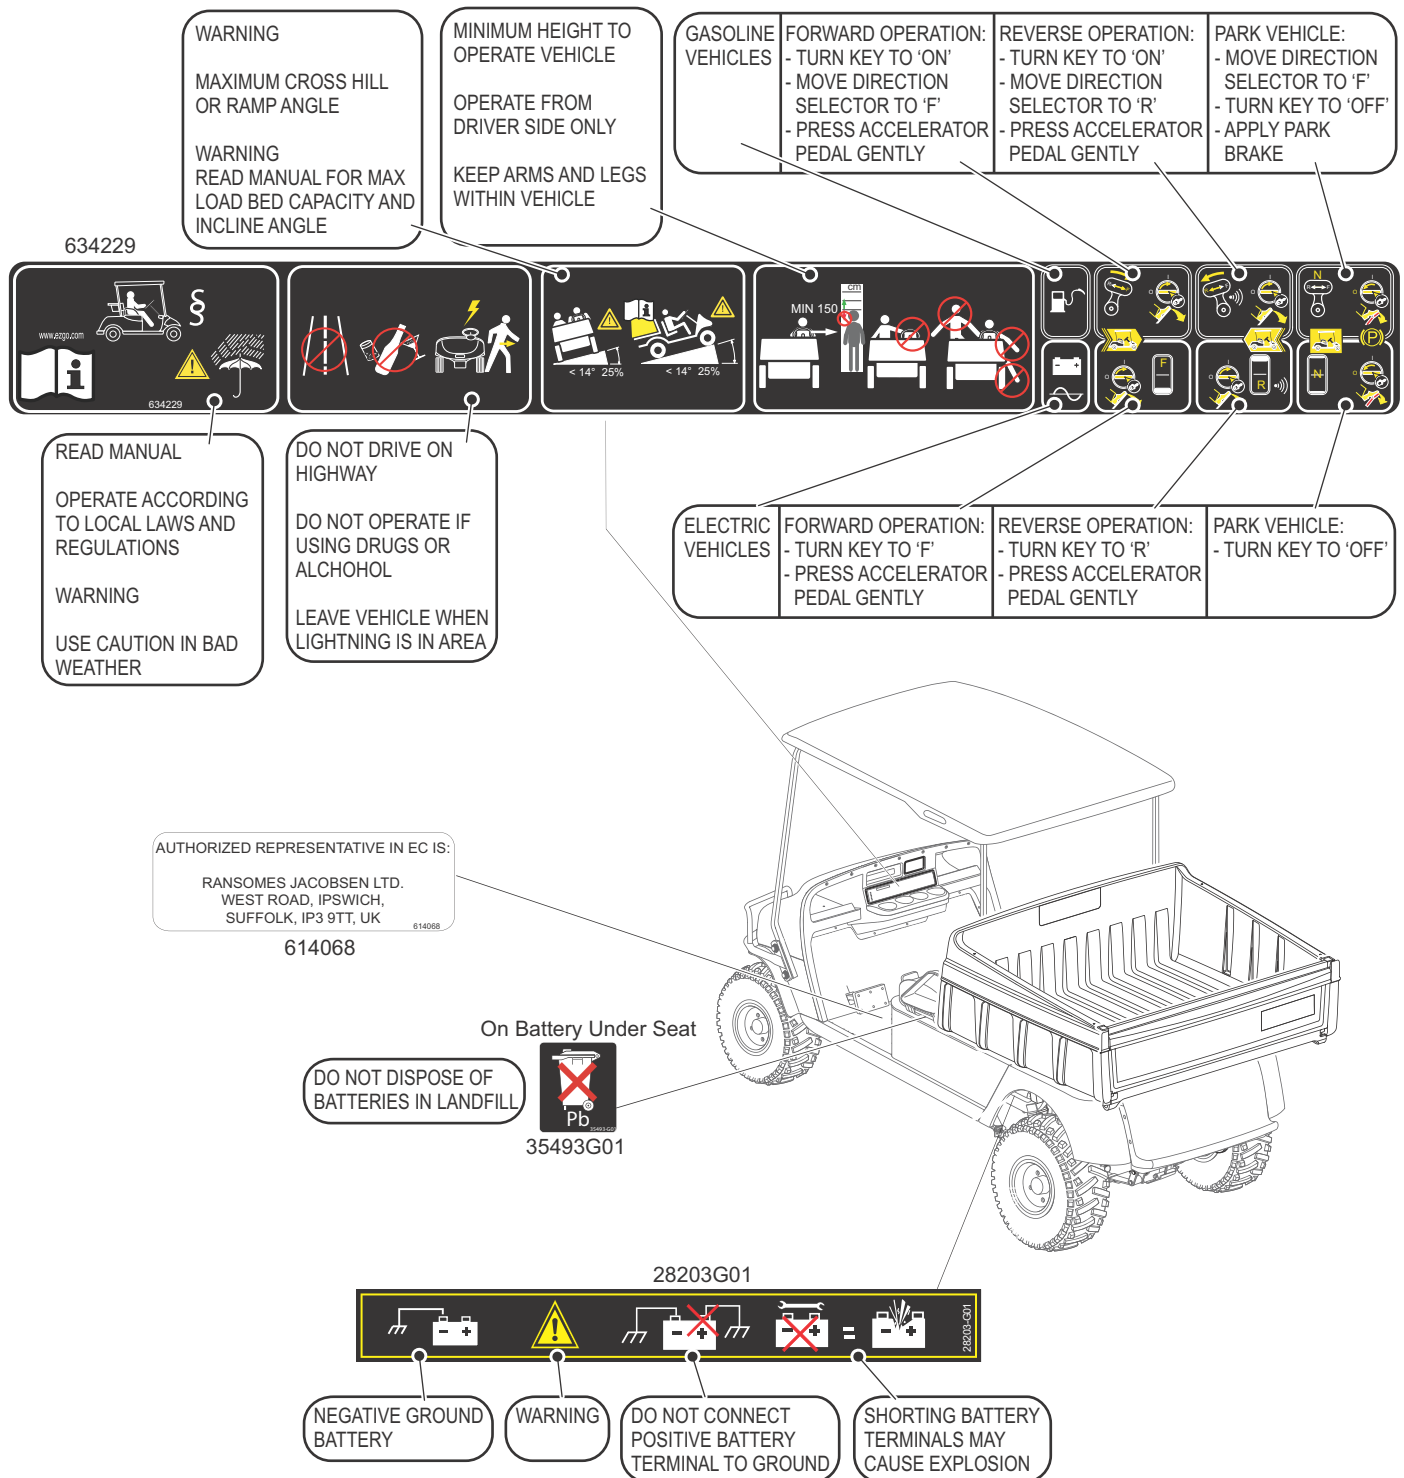 WARNING
MAXIMUM CROSS HILL
OR RAMP ANGLE
WARNING
READ MANUAL FOR MAX
LOAD BED CAPACITY AND
INCLINE ANGLE
MINIMUM HEIGHT TO
OPERATE VEHICLE
OPERATE FROM
DRIVER SIDE ONLY
KEEP ARMS AND LEGS
WITHIN VEHICLE
GASOLINE
VEHICLES
FORWARD OPERATION:
- TURN KEY TO ‘ON’
- MOVE DIRECTION
SELECTOR TO ‘F’
- PRESS ACCELERATOR
PEDAL GENTLY
REVERSE OPERATION:
- TURN KEY TO ‘ON’
- MOVE DIRECTION
SELECTOR TO ‘R’
- PRESS ACCELERATOR
PEDAL GENTLY
PARK VEHICLE:
- MOVE DIRECTION
SELECTOR TO ‘F’
- TURN KEY TO ‘OFF’
- APPLY PARK
BRAKE
634229
www.ezgo.com
634229
< 14° 25%
< 14° 25%
cm
MIN 150
N
(P)
F
R
N
READ MANUAL
OPERATE ACCORDING
TO LOCAL LAWS AND
REGULATIONS
WARNING
USE CAUTION IN BAD
WEATHER
DO NOT DRIVE ON
HIGHWAY
DO NOT OPERATE IF
USING DRUGS OR
ALCHOHOL
LEAVE VEHICLE WHEN
LIGHTNING IS IN AREA
ELECTRIC
VEHICLES
FORWARD OPERATION:
- TURN KEY TO ‘F’
- PRESS ACCELERATOR
PEDAL GENTLY
REVERSE OPERATION:
- TURN KEY TO ‘R’
- PRESS ACCELERATOR
PEDAL GENTLY
PARK VEHICLE:
- TURN KEY TO ‘OFF’
AUTHORIZED REPRESENTATIVE IN EC IS:
RANSOMES JACOBSEN LTD.
WEST ROAD, IPSWICH,
SUFFOLK, IP3 9TT, UK
614068
614068
On Battery Under Seat
DO NOT DISPOSE OF
BATTERIES IN LANDFILL
Pb
35493-G01
35493G01
28203G01
28203-G01
NEGATIVE GROUND
BATTERY
WARNING
DO NOT CONNECT
POSITIVE BATTERY
TERMINAL TO GROUND
SHORTING BATTERY
TERMINALS MAY
CAUSE EXPLOSION